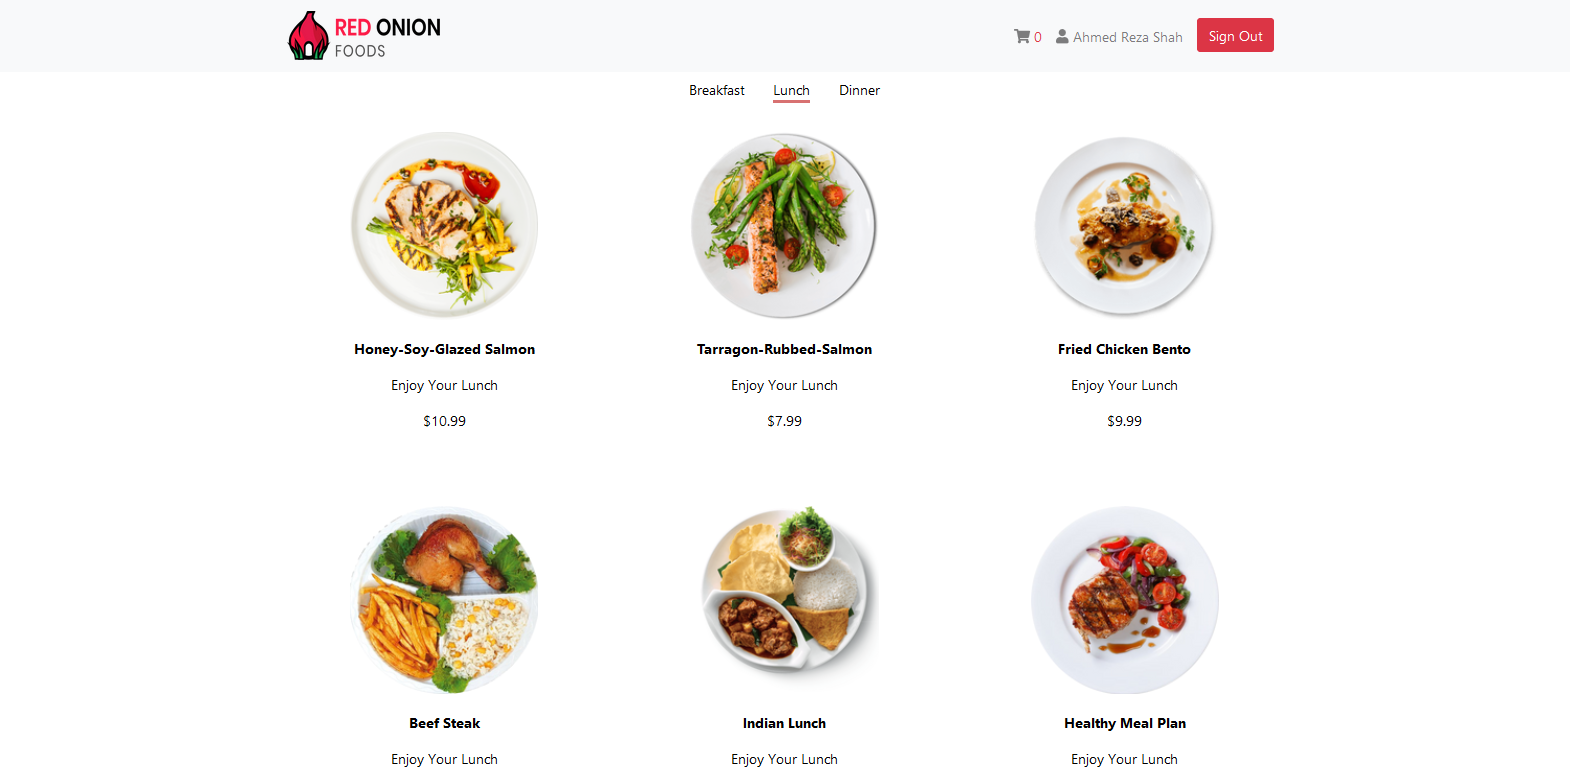 RED ONION
FOODS
0 Ahmed Reza Shah Sign Out
Breakfast Lunch Dinner
Honey-Soy-Glazed Salmon Tarragon-Rubbed-Salmon Fried Chicken Bento
Enjoy Your Lunch Enjoy Your Lunch Enjoy Your Lunch
$10.99 $7.99 $9.99
Beef Steak Indian Lunch Healthy Meal Plan
Enjoy Your Lunch Enjoy Your Lunch Enjoy Your Lunch